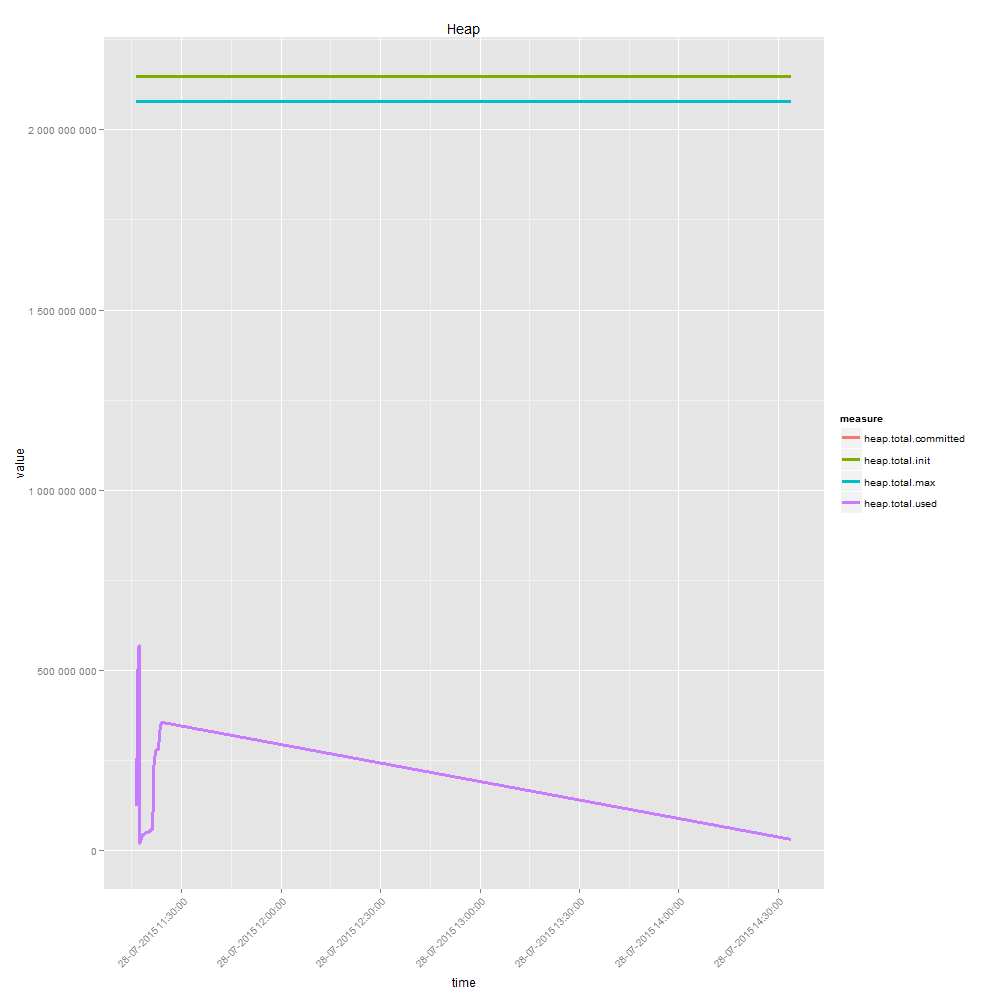 Heap
2 000 000 000
1 500 000 000
1 000 000 000
500 000 000
0
value
28-07-2015 11:30:00
28-07-2015 12:00:00
28-07-2015 12:30:00
28-07-2015 13:00:00
28-07-2015 13:30:00
28-07-2015 14:00:00
28-07-2015 14:30:00
time
measure
heap.total.committed
heap.total.init
heap.total.max
heap.total.used